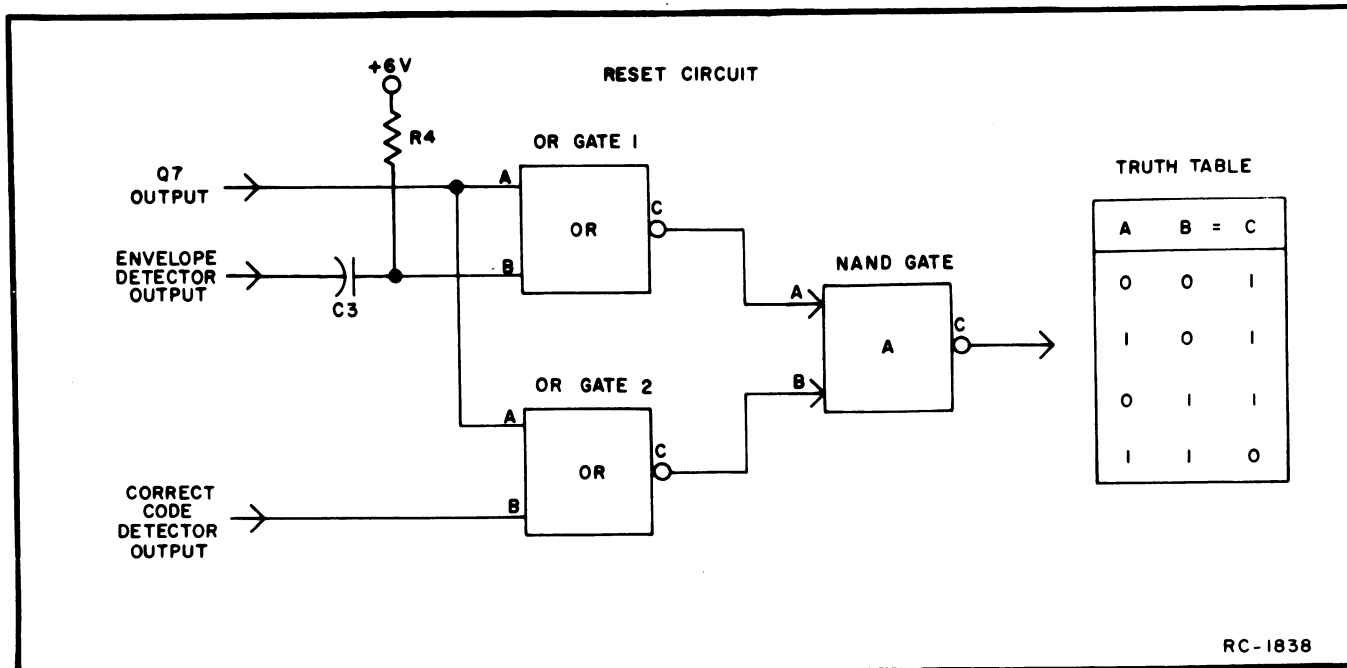 RESET CIRCUIT
+6V
R4
Q7
OUTPUT
ENVELOPE
DETECTOR
OUTPUT
C3
OR GATE 1
A
B
OR
C
OR GATE 2
A
B
OR
C
CORRECT
CODE
DETECTOR
OUTPUT
NAND GATE
A
B
A
C
TRUTH TABLE
A B = C
0 0 1
1 0 1
0 1 1
1 1 0
RC-1838